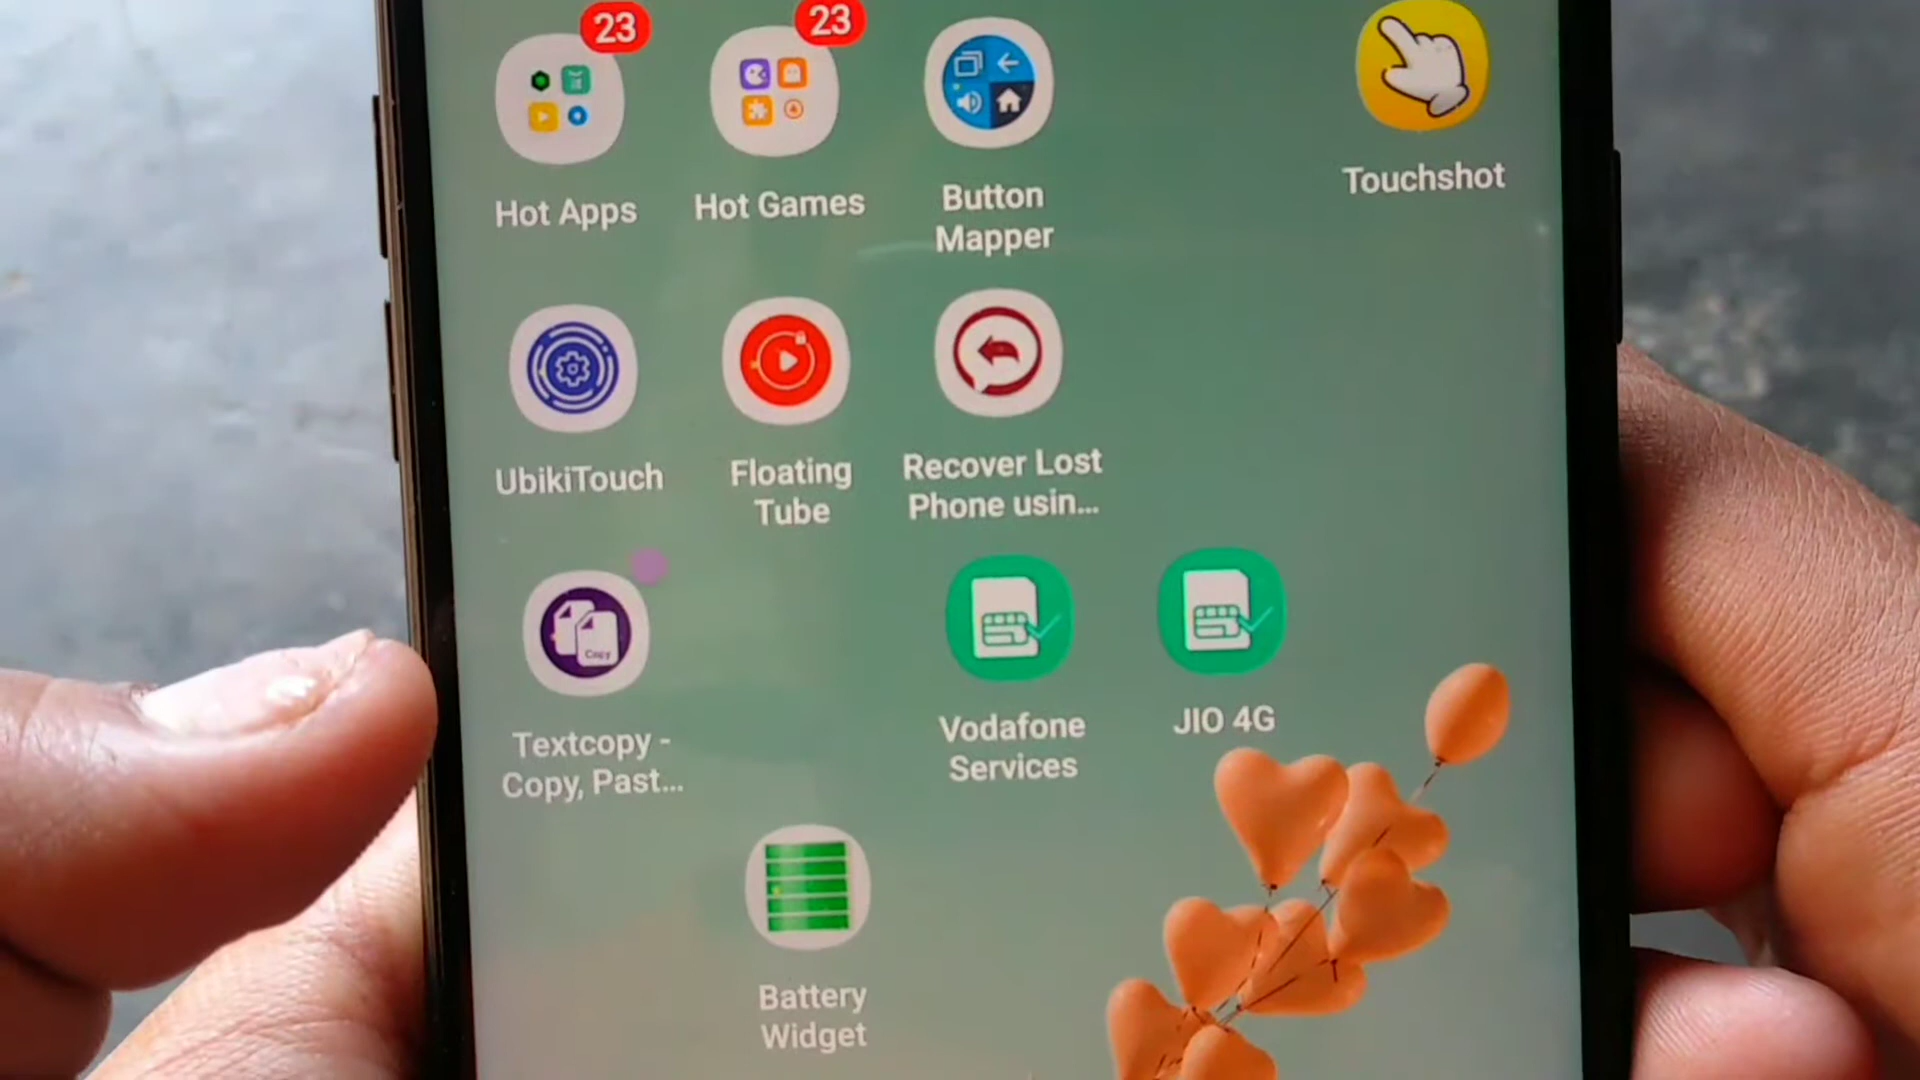 23
23
Hot Apps
Hot Games
Button
Mapper
Touchshot
UbikiTouch
Floating
Tube
Recover Lost
Phone usin...
Copy
Textcopy -
Copy, Past...
Vodafone
Services
JIO 4G
Battery
Widget